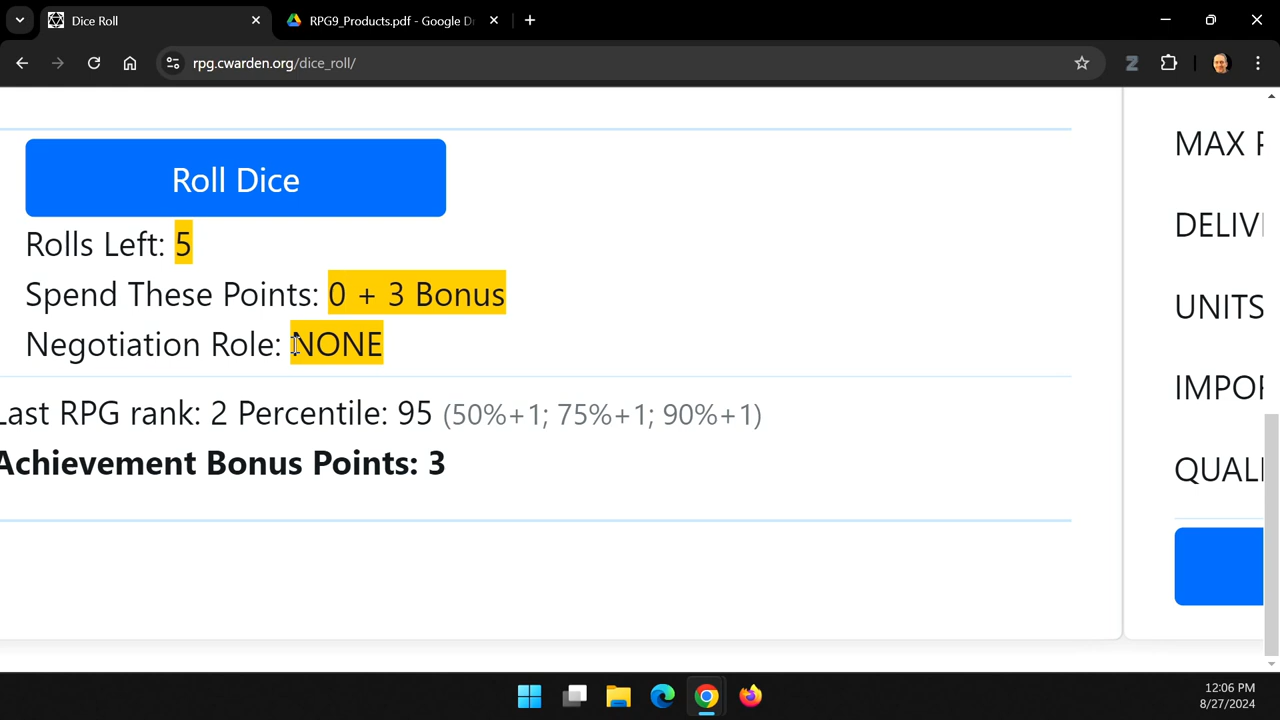 Dice Roll
RPG9_Products.pdf - Google D
rpg.cwarden.org/dice_roll/
Roll Dice
Rolls Left: 5
Spend These Points: 0 + 3 Bonus
Negotiation Role: NONE
Last RPG rank: 2 Percentile: 95 (50%+1; 75%+1; 90%+1)
Achievement Bonus Points: 3
MAX P
DELIVE
UNITS
IMPOR
QUALI
12:06 PM
8/27/2024